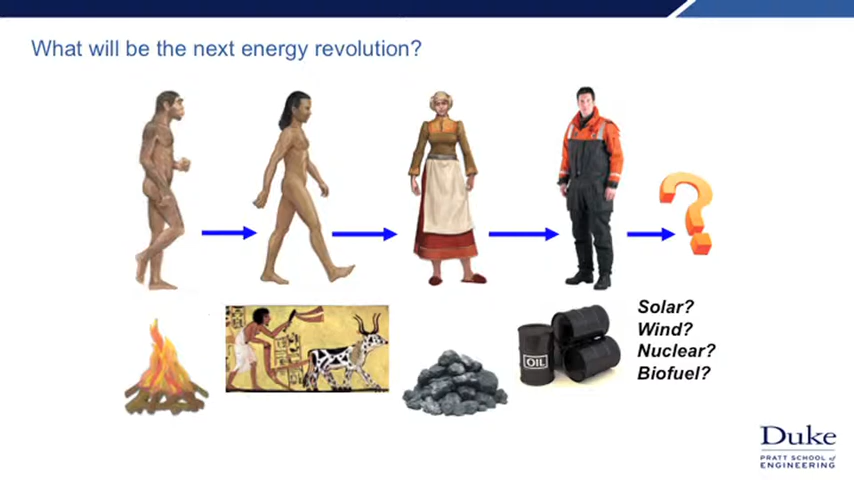 What will be the next energy revolution?
OIL
Solar?
Wind?
Nuclear?
Biofuel?
Duke
PRATT SCHOOL of
ENGINEERING